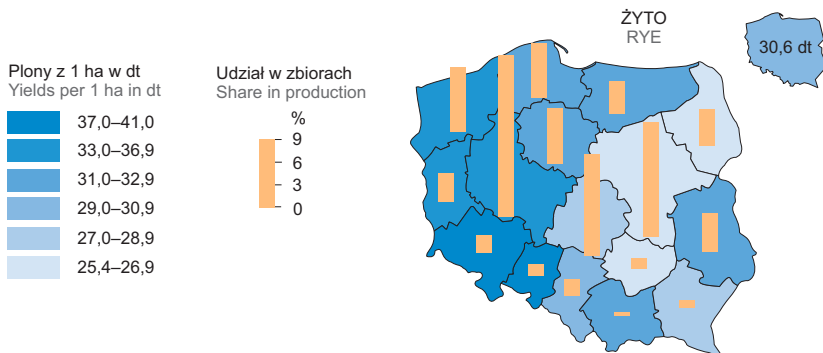 ŻYTO
RYE
30,6 dt
Plony z 1 ha w dt
Yields per 1 ha in dt
37,0–41,0
33,0–36,9
31,0–32,9
29,0–30,9
27,0–28,9
25,4–26,9
Udział w zbiorach
Share in production
%
9
6
3
0